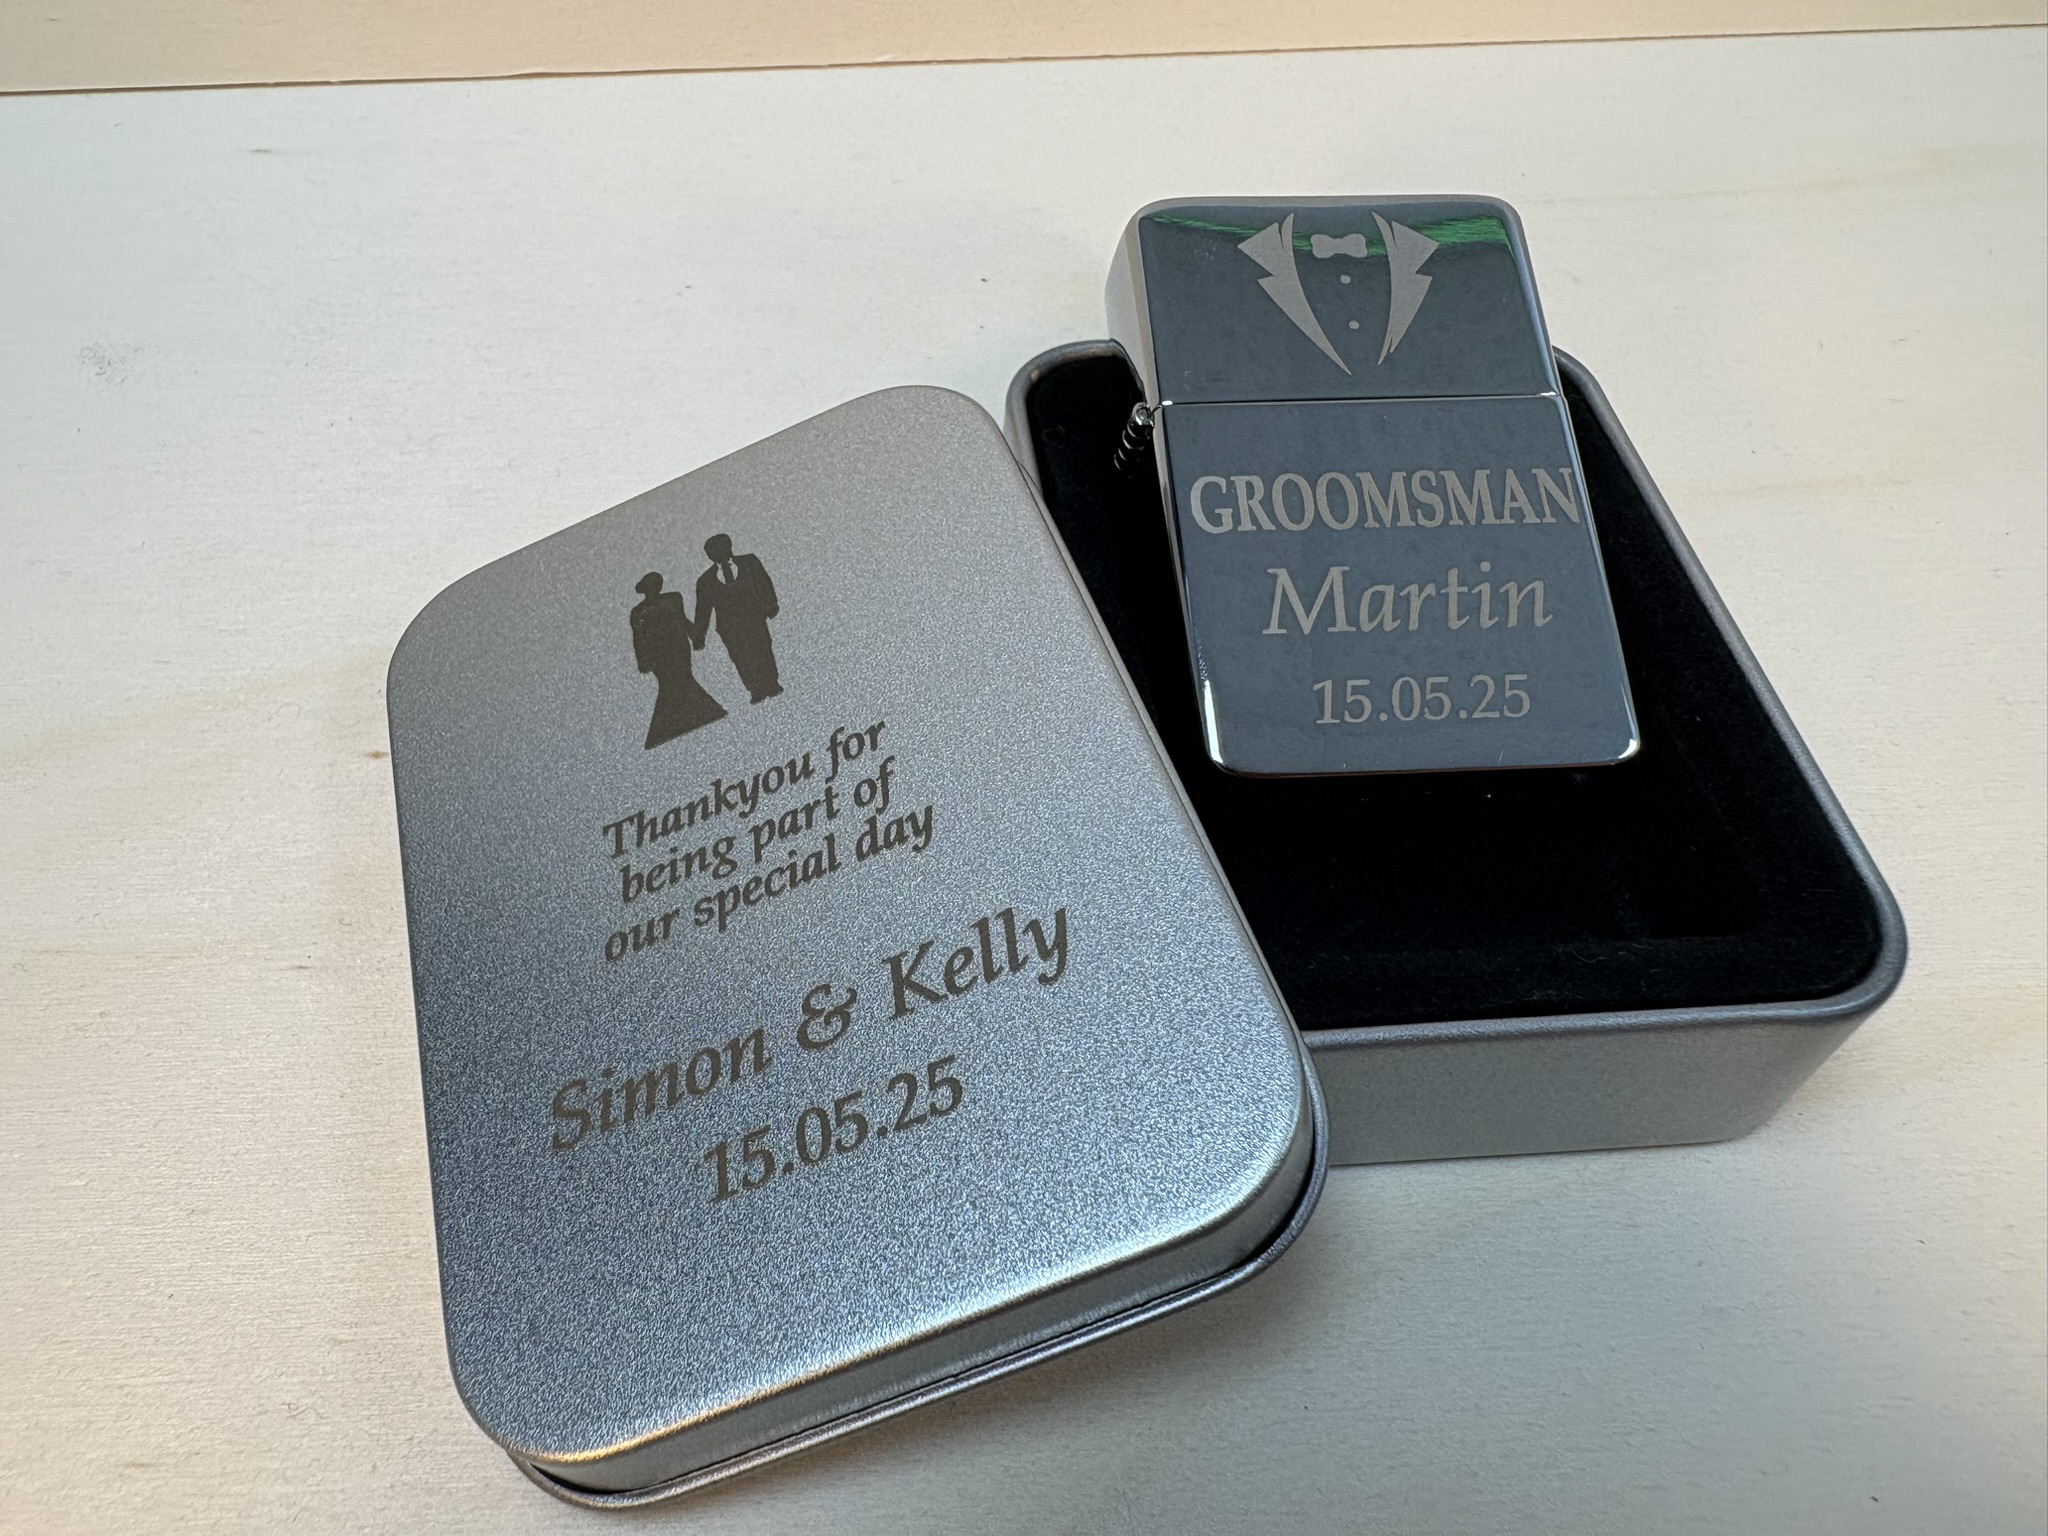 Thankyou for
being part of
our special day
Simon & Kelly
15.05.25
GROOMSMAN
Martin
15.05.25